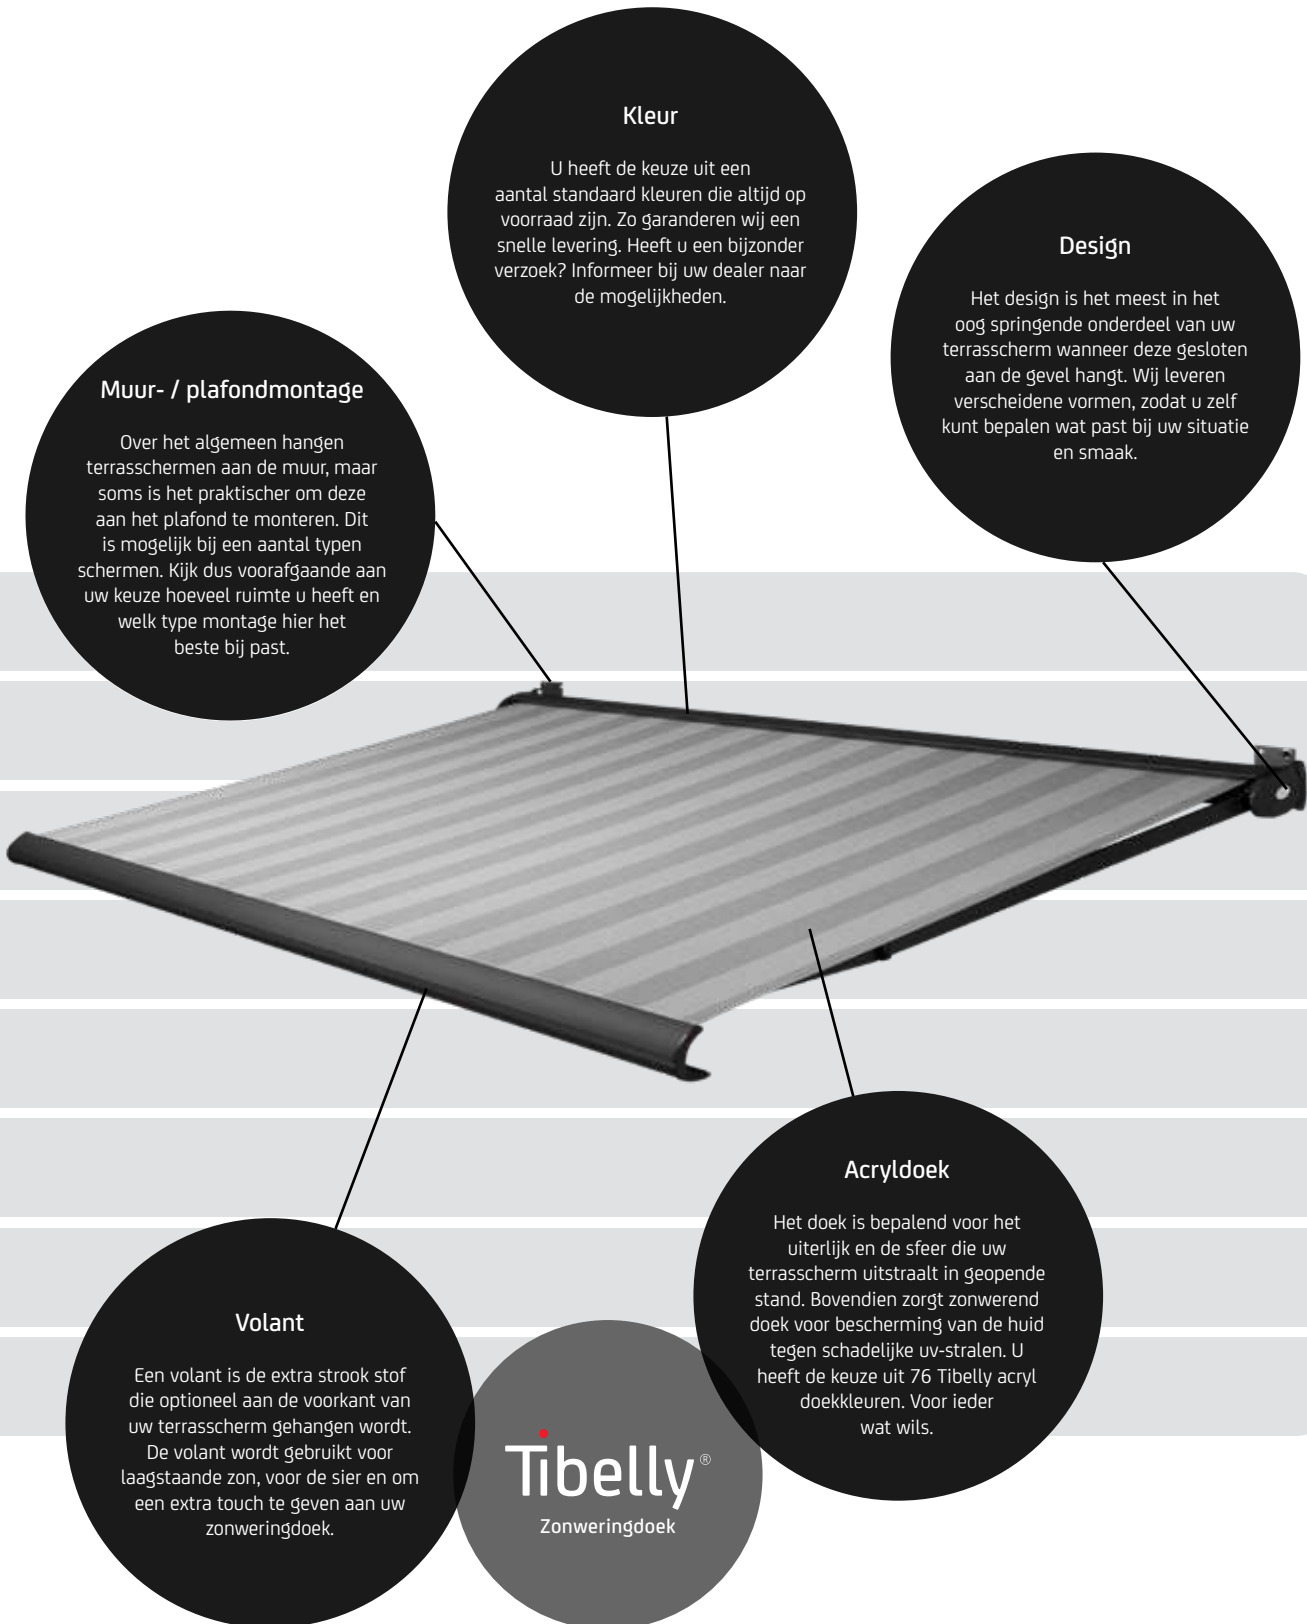 Kleur
U heeft de keuze uit een
aantal standaard kleuren die altijd op
voorraad zijn. Zo garanderen wij een
snelle levering. Heeft u een bijzonder
verzoek? Informeer bij uw dealer naar
de mogelijkheden.
Design
Het design is het meest in het
oog springende onderdeel van uw
terrasscherm wanneer deze gesloten
aan de gevel hangt. Wij leveren
verscheidene vormen, zodat u zelf
kunt bepalen wat past bij uw situatie
en smaak.
Muur- / plafondmontage
Over het algemeen hangen
terrasschermen aan de muur, maar
soms is het praktischer om deze
aan het plafond te monteren. Dit
is mogelijk bij een aantal typen
schermen. Kijk dus voorafgaande aan
uw keuze hoeveel ruimte u heeft en
welk type montage hier het
beste bij past.
Acryldoek
Het doek is bepalend voor het
uiterlijk en de sfeer die uw
terrasscherm uitstraalt in geopende
stand. Bovendien zorgt zonwerend
doek voor bescherming van de huid
tegen schadelijke uv-stralen. U
heeft de keuze uit 76 Tibelly acryl
doekkleuren. Voor ieder
wat wils.
Volant
Een volant is de extra strook stof
die optioneel aan de voorkant van
uw terrasscherm gehangen wordt.
De volant wordt gebruikt voor
laagstaande zon, voor de sier en om
een extra touch te geven aan uw
zonweringdoek.
Tibelly®
Zonweringdoek